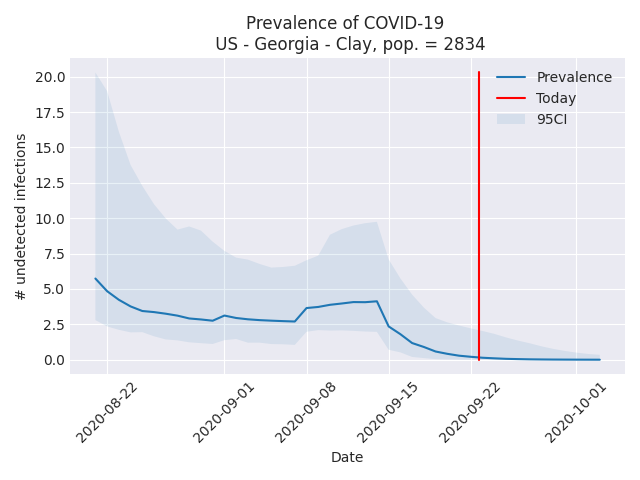 Prevalence of COVID-19
US - Georgia - Clay, pop. = 2834
Prevalence
Today
95CI
20.0
17.5
15.0
12.5
10.0
7.5
5.0
2.5
0.0
# undetected infections
2020-08-22
2020-09-01
2020-09-08
2020-09-15
2020-09-22
2020-10-01
Date